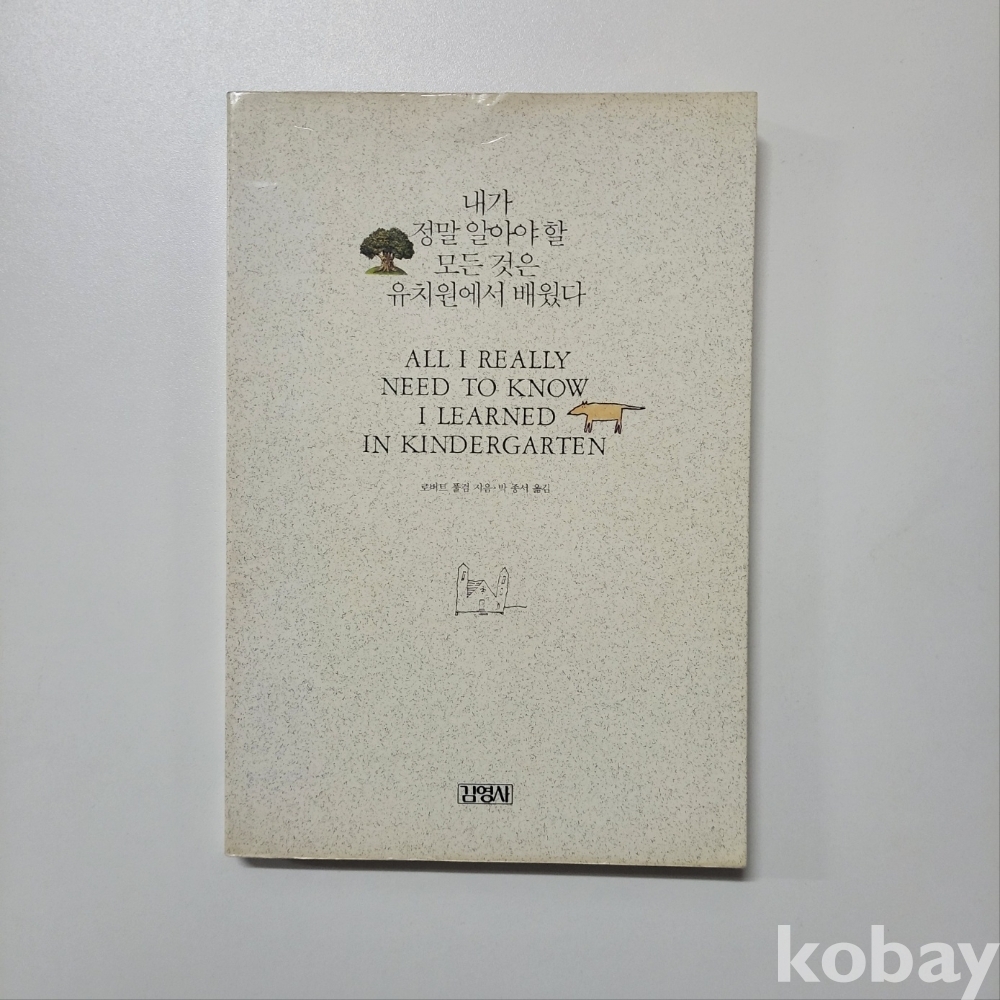 내가
정말 알아야 할
모든 것은
유치원에서 배웠다
ALL I REALLY
NEED TO KNOW
I LEARNED
IN KINDERGARTEN
로버트 풀검 지음·박 종서 옮김
김영사
kobay